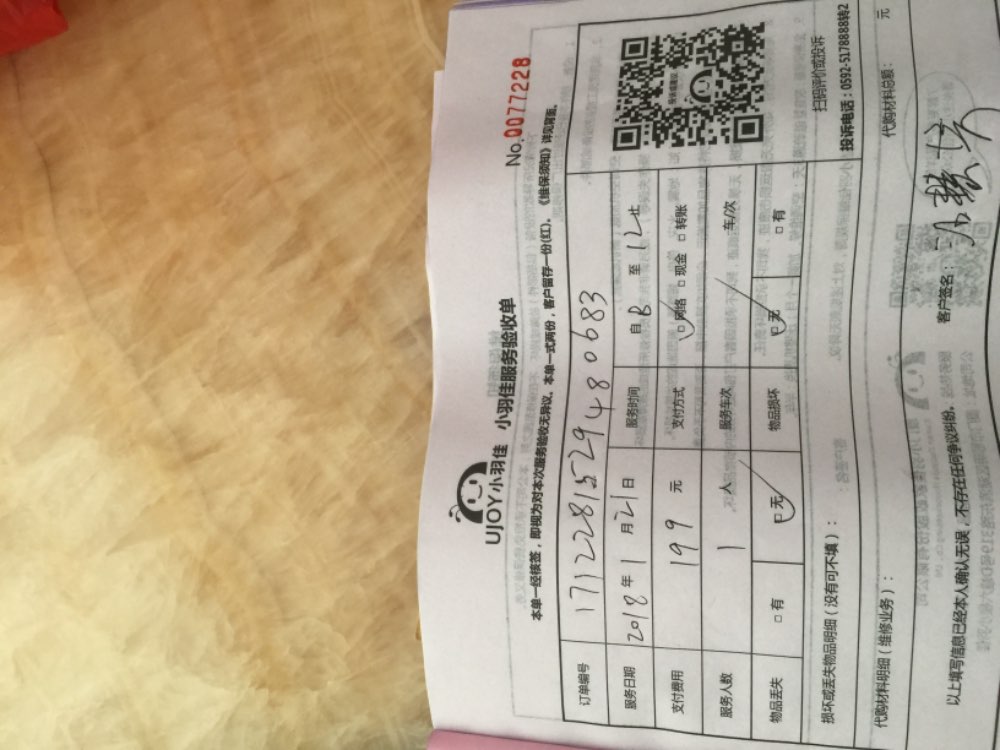 UJOY小羽佳 小羽佳服务验收单
No.0077228
本单一经核签，即视为对本次服务验收无异议。本单一式两份，客户留存一份(红)。《维保须知》详见背面。
订单编号 171228152948 0683
服务日期 2018年1月21日 服务时间 自8至12止
支付费用 199元 支付方式 网络 现金 转账
服务人数 1人 服务车次 车/次
物品丢失 有 无 物品损坏 无 有
投诉或建议
扫码评价或投诉
投诉电话：0592-5178888转2
损坏或丢失物品明细（没有可不填）：
代购材料明细（维修业务）： 代购材料总额： 元
以上填写信息已经本人确认无误，不存在任何争议纠纷。 客户签名：